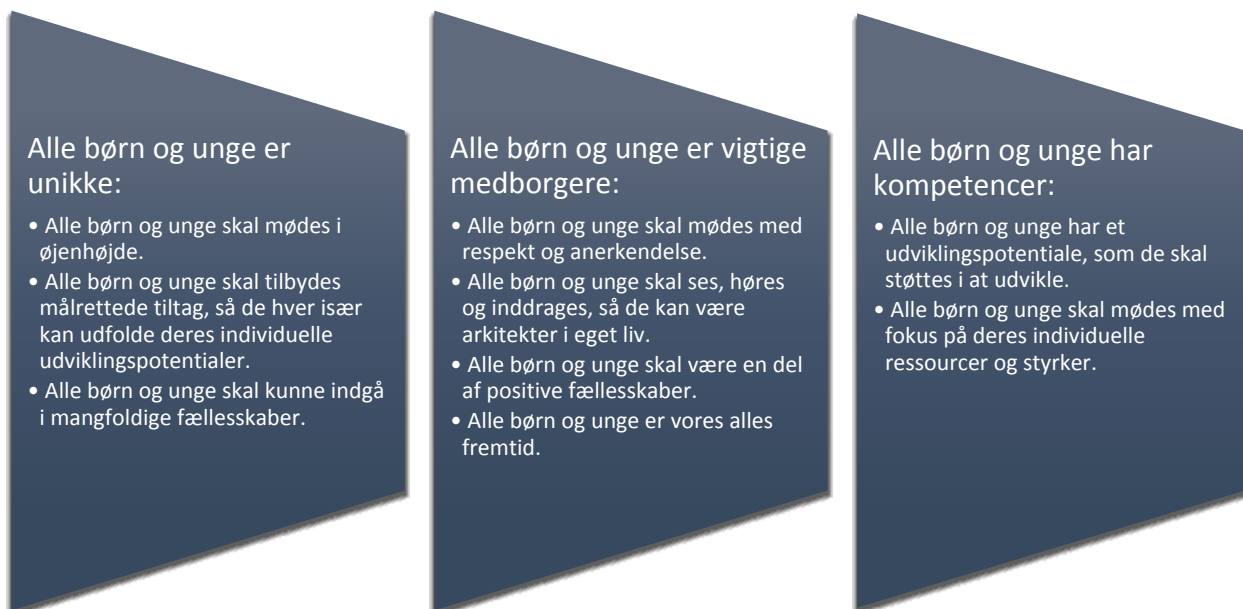 Alle børn og unge er
unikke:
• Alle børn og unge skal mødes i
øjenhøjde.
• Alle børn og unge skal tilbydes
målrettede tiltag, så de hver især
kan udfolde deres individuelle
udviklingspotentialer.
• Alle børn og unge skal kunne indgå
i mangfoldige fællesskaber.
Alle børn og unge er vigtige
medborgere:
• Alle børn og unge skal mødes med
respekt og anerkendelse.
• Alle børn og unge skal ses, høres
og inddrages, så de kan være
arkitekter i eget liv.
• Alle børn og unge skal være en del
af positive fællesskaber.
• Alle børn og unge er vores alles
fremtid.
Alle børn og unge har
kompetencer:
• Alle børn og unge har et
udviklingspotentiale, som de skal
støttes i at udvikle.
• Alle børn og unge skal mødes med
fokus på deres individuelle
ressourcer og styrker.